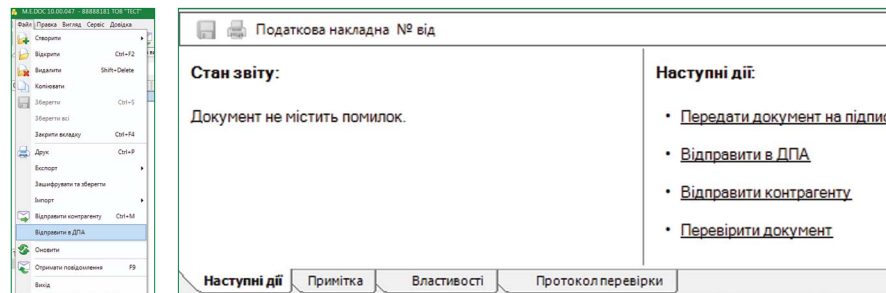 M.E.DOC 10.00.047 - 88888181 ТОВ "ТЕСТ"
Файл Правка Вигляд Сервіс Довідка
Створити
Відкрити Ctrl+F2
Видалити Shift+Delete
Копіювати
Зберегти Ctrl+S
Зберегти всі
Закрити вкладку Ctrl+F4
Друк Ctrl+P
Експорт
Зашифрувати та зберегти
Імпорт
Відправити контрагенту Ctrl+M
Відправити в ДПА
Оновити
Отримати повідомлення F9
Вихід
Податкова накладна № від
Стан звіту:
Документ не містить помилок.
Наступні дії:
• Передати документ на підпис
• Відправити в ДПА
• Відправити контрагенту
• Перевірити документ
Наступні дії Примітка Властивості Протокол перевірки